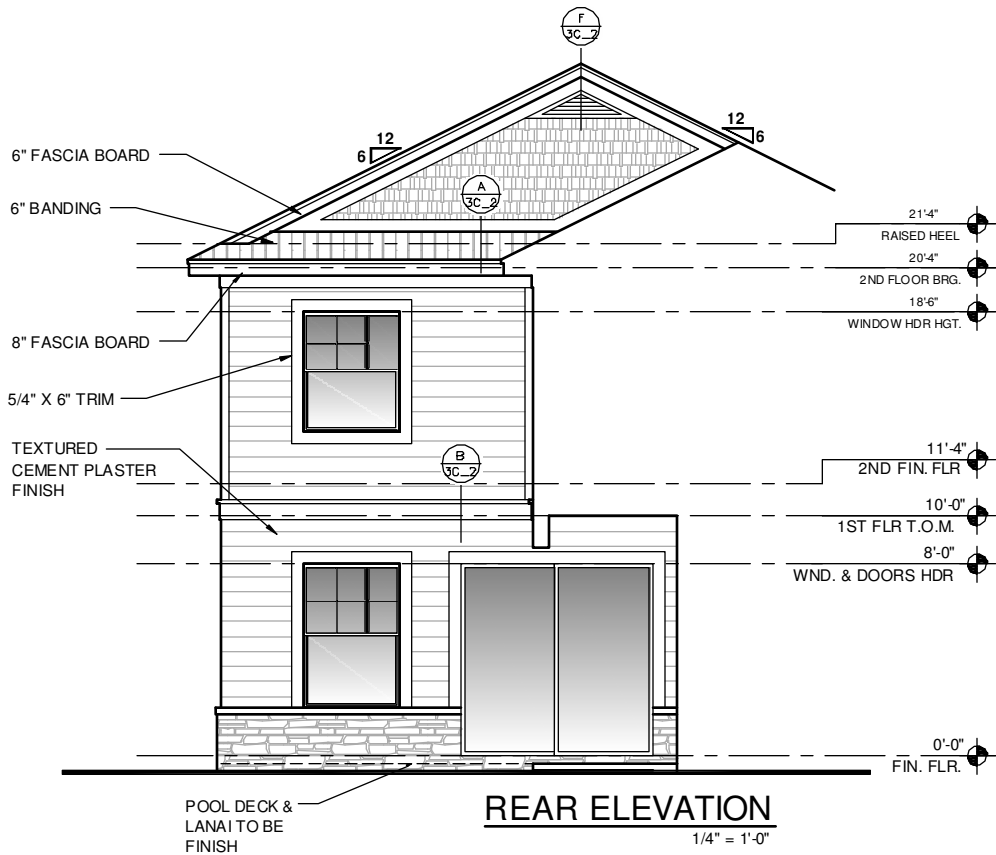 F
3C_2
12
6
12
6
6" FASCIA BOARD
A
3C_2
6" BANDING
21'-4"
RAISED HEEL
20'-4"
2ND FLOOR BRG.
18'-6"
WINDOW HDR HGT.
8" FASCIA BOARD
5/4" X 6" TRIM
TEXTURED
CEMENT PLASTER
FINISH
B
3C_2
11'-4"
2ND FIN. FLR
10'-0"
1ST FLR T.O.M.
8'-0"
WND. & DOORS HDR
0'-0"
FIN. FLR.
POOL DECK &
LANAI TO BE
FINISH
REAR ELEVATION
1/4" = 1'-0"